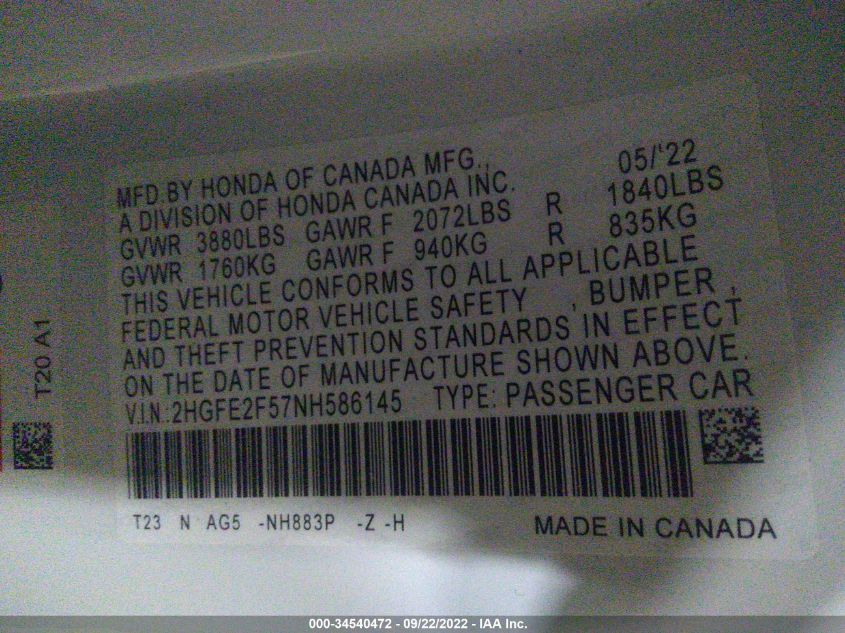 MFD.BY HONDA OF CANADA MFG., 05/'22
A DIVISION OF HONDA CANADA INC.
GVWR 3880LBS GAWR F 2072LBS R 1840LBS
GVWR 1760KG GAWR F 940KG R 835KG
THIS VEHICLE CONFORMS TO ALL APPLICABLE
FEDERAL MOTOR VEHICLE SAFETY , BUMPER ,
AND THEFT PREVENTION STANDARDS IN EFFECT
ON THE DATE OF MANUFACTURE SHOWN ABOVE.
V.I.N.:2HGFE2F57NH586145 TYPE: PASSENGER CAR
T23 N AG5 -NH883P -Z -H
MADE IN CANADA
T20 A1
000-34540472 - 09/22/2022 - IAA Inc.